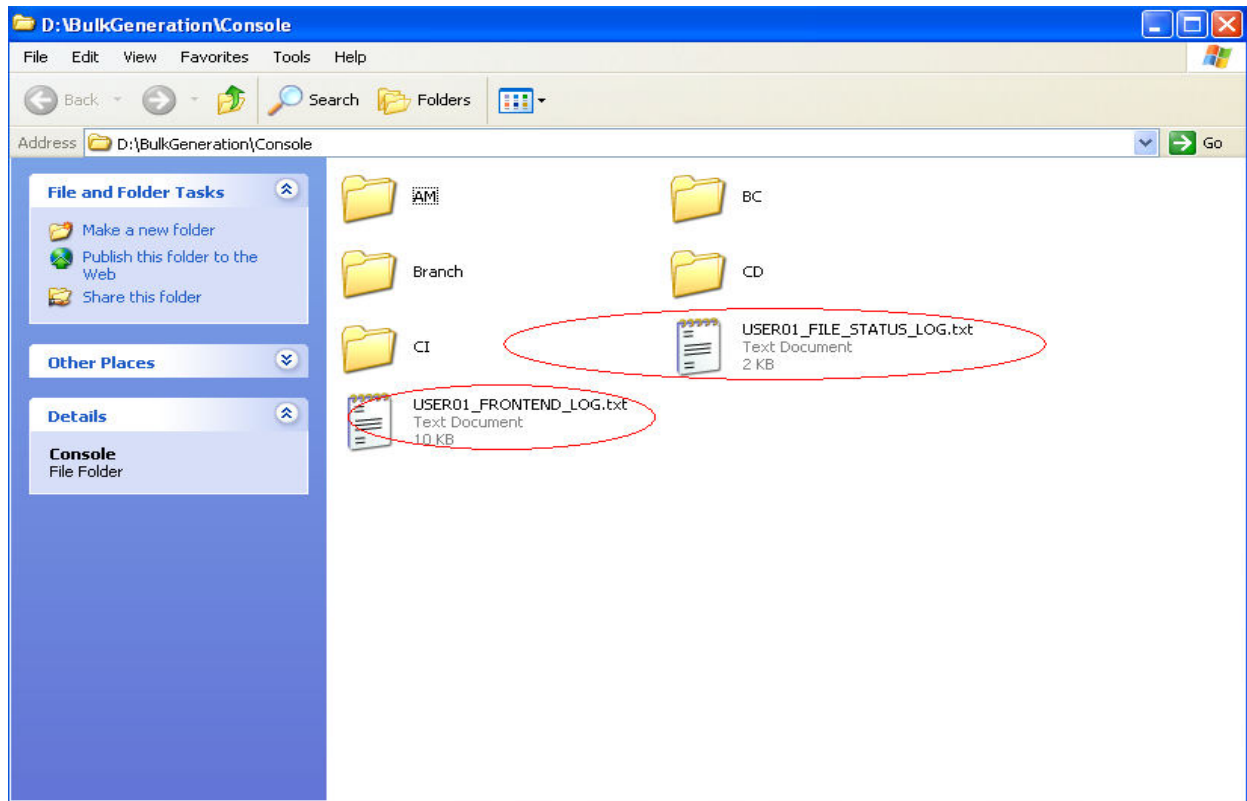 D:\BulkGeneration\Console
File Edit View Favorites Tools Help
Back Search Folders
Address D:\BulkGeneration\Console Go
File and Folder Tasks
Make a new folder
Publish this folder to the
Web
Share this folder
Other Places
Details
Console
File Folder
AM
BC
Branch
CD
CI
USER01_FILE_STATUS_LOG.txt
Text Document
2 KB
USER01_FRONTEND_LOG.txt
Text Document
10 KB